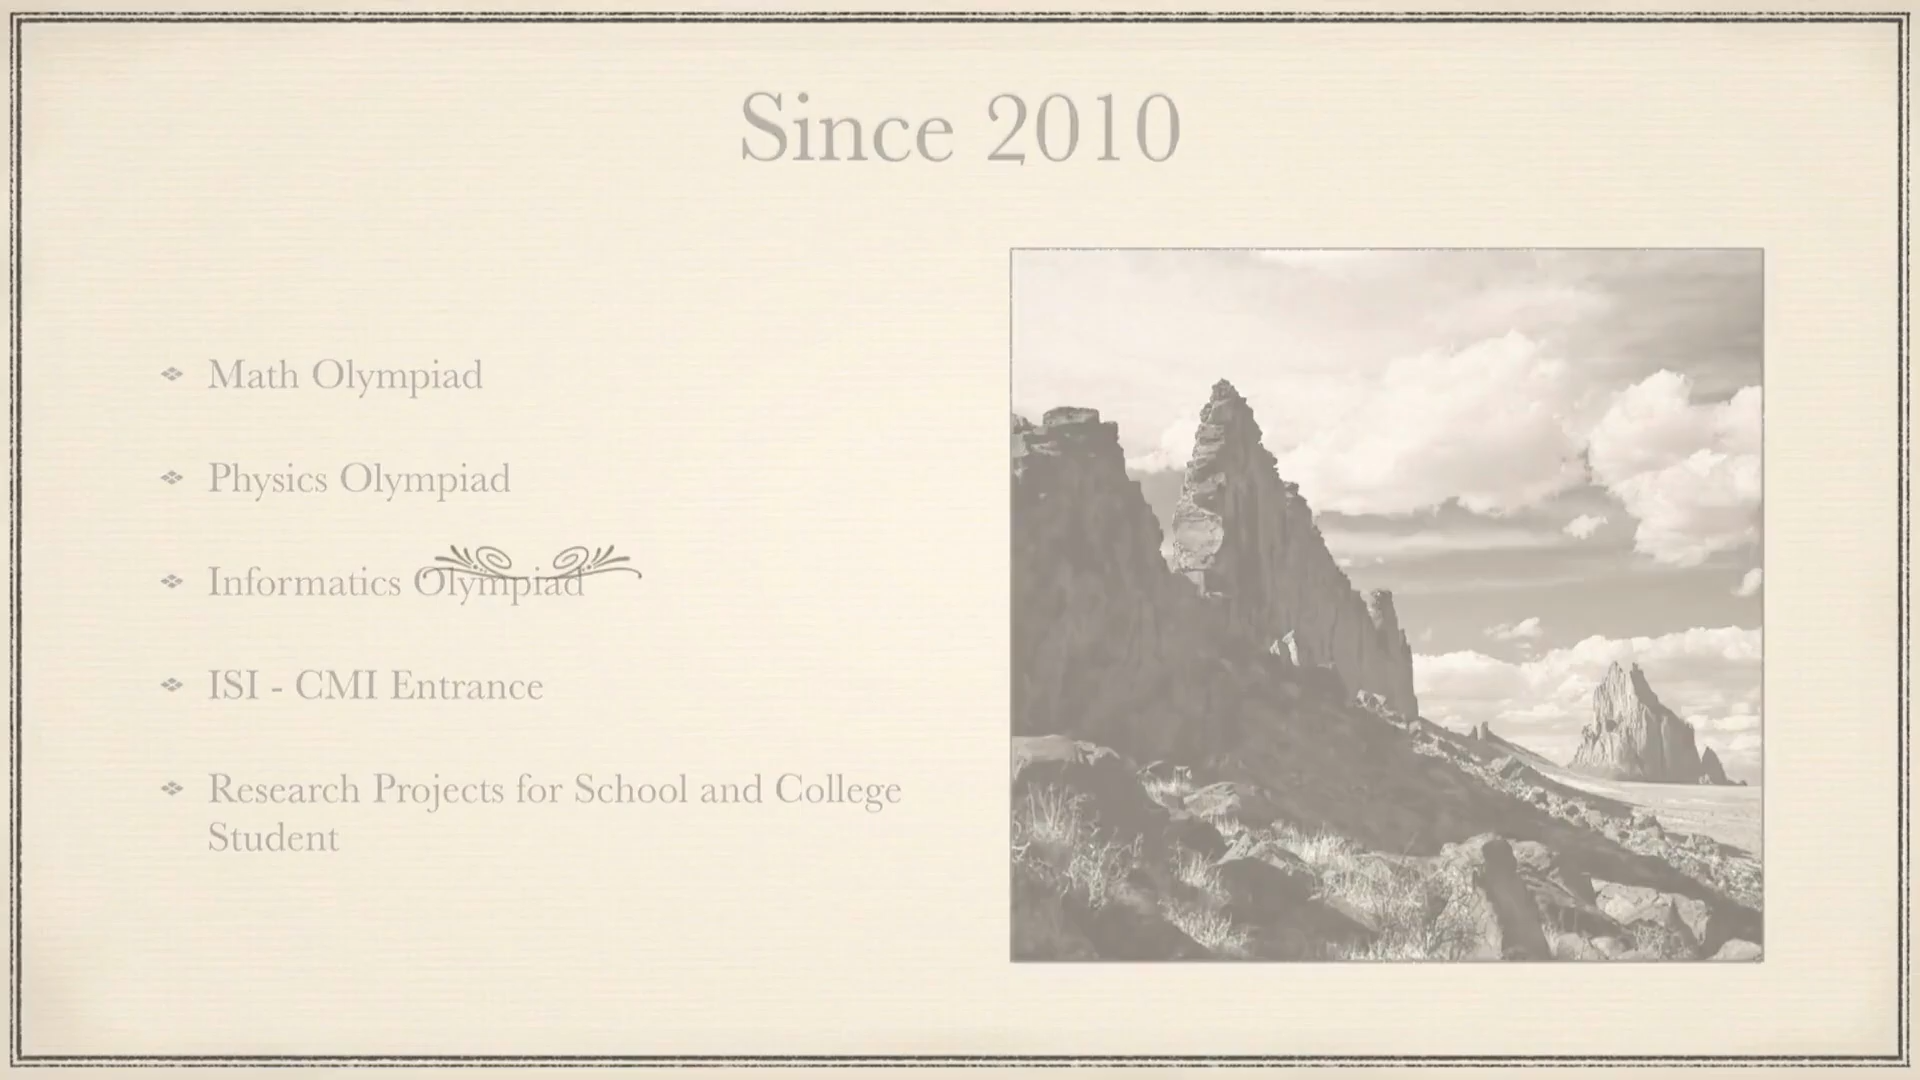 Since 2010
Math Olympiad
Physics Olympiad
Informatics Olympiad
ISI - CMI Entrance
Research Projects for School and College
Student